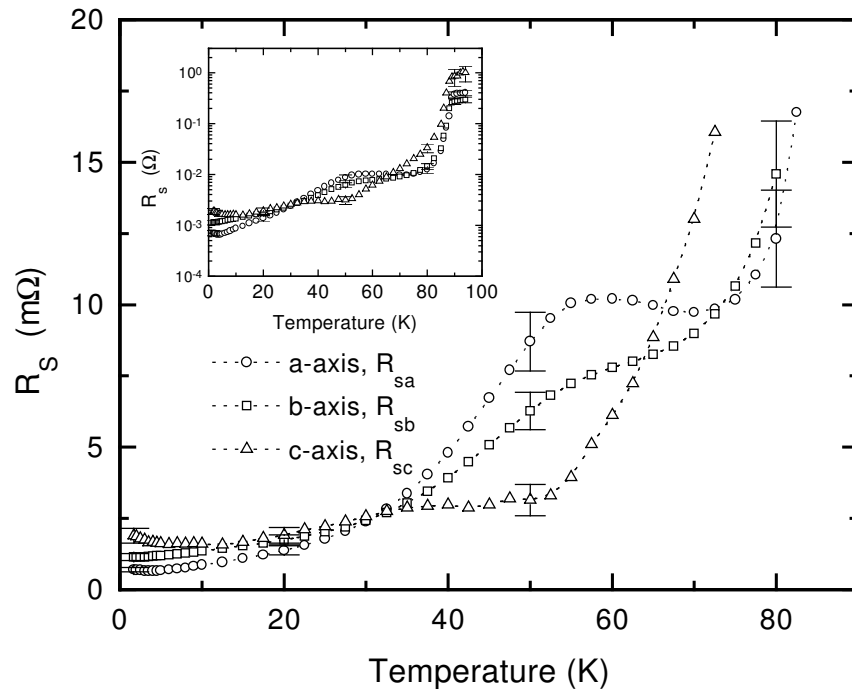 20
15
10
5
0
R_S (mΩ)
0 20 40 60 80
Temperature (K)
10^0
10^-1
10^-2
10^-3
10^-4
R_s (Ω)
0 20 40 60 80 100
Temperature (K)
a-axis, R_sa
b-axis, R_sb
c-axis, R_sc